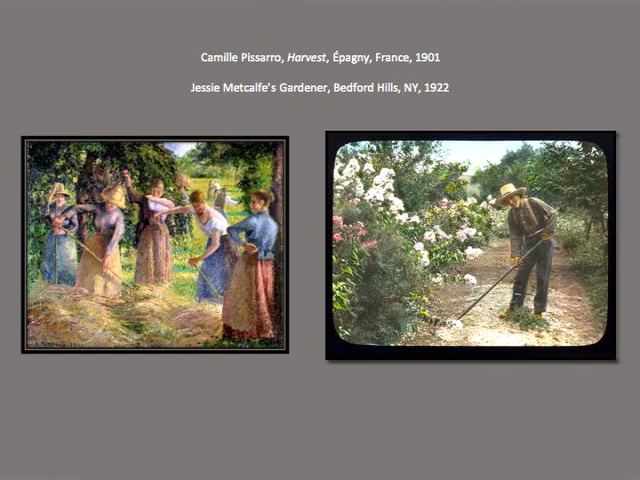 Camille Pissarro, Harvest, Épagny, France, 1901
Jessie Metcalfe's Gardener, Bedford Hills, NY, 1922